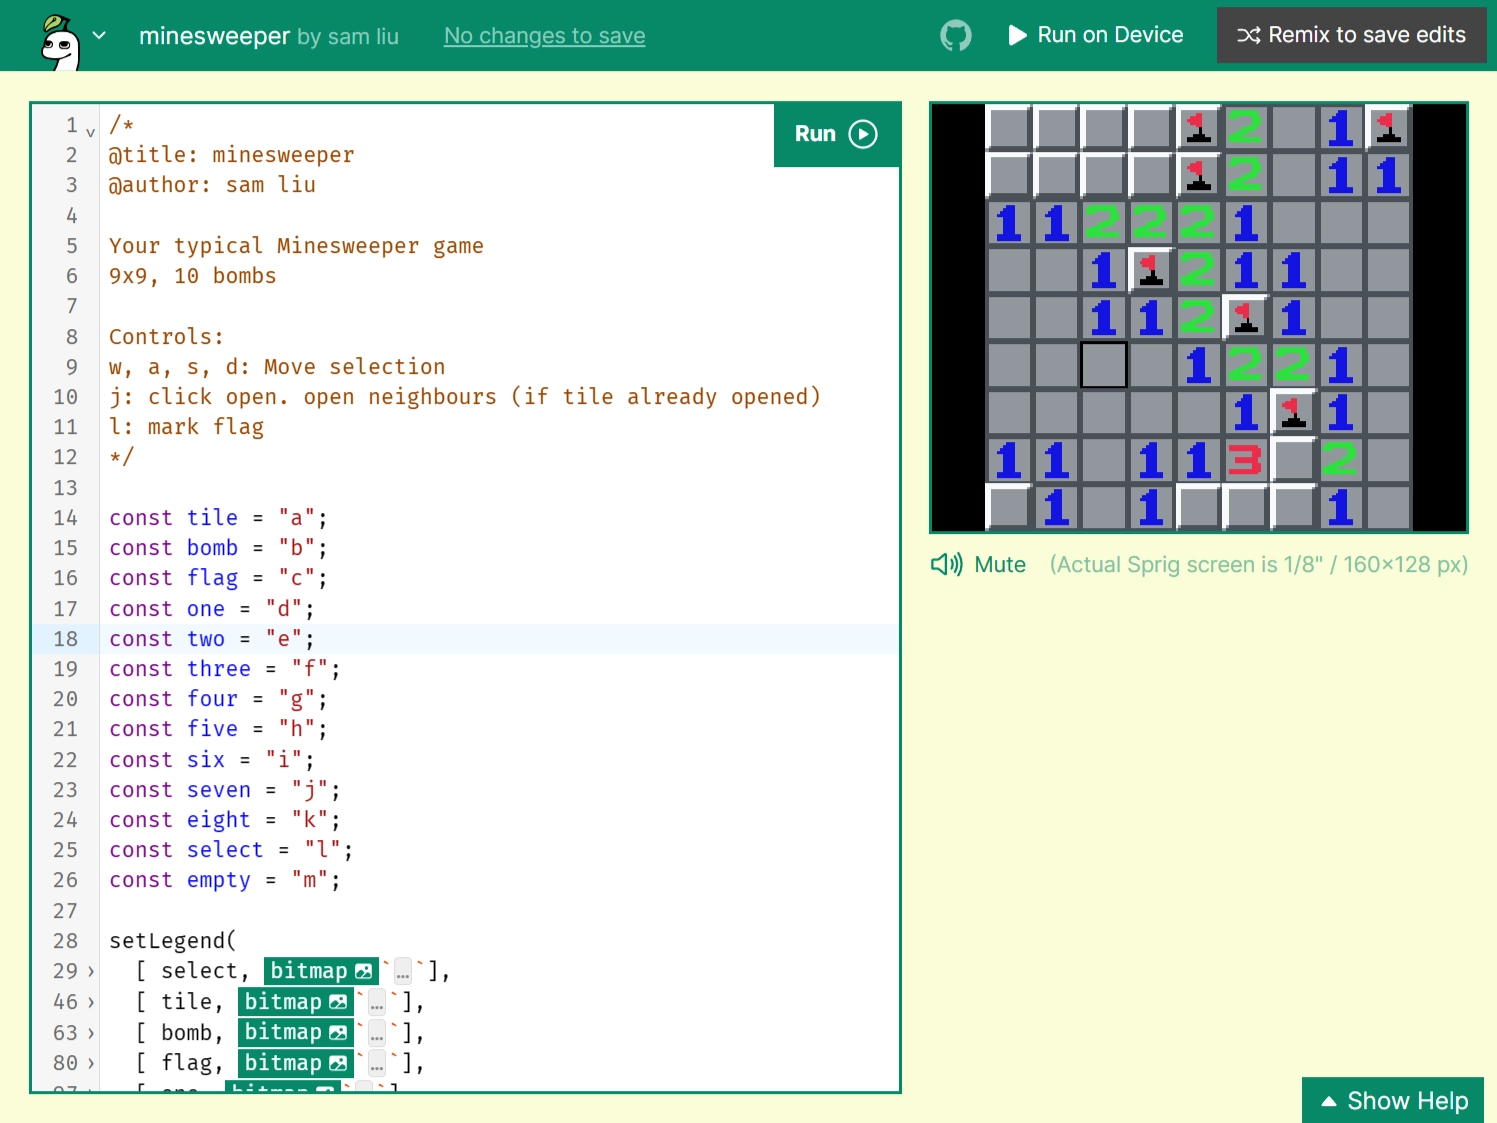 minesweeper by sam liu No changes to save Run on Device Remix to save edits
Run
1 /*
2 @title: minesweeper
3 @author: sam liu
4
5 Your typical Minesweeper game
6 9x9, 10 bombs
7
8 Controls:
9 w, a, s, d: Move selection
10 j: click open. open neighbours (if tile already opened)
11 l: mark flag
12 */
13
14 const tile = "a";
15 const bomb = "b";
16 const flag = "c";
17 const one = "d";
18 const two = "e";
19 const three = "f";
20 const four = "g";
21 const five = "h";
22 const six = "i";
23 const seven = "j";
24 const eight = "k";
25 const select = "l";
26 const empty = "m";
27
28 setLegend(
29 [ select, bitmap`…`],
46 [ tile, bitmap`…`],
63 [ bomb, bitmap`…`],
80 [ flag, bitmap`…`],
97 [ one, bitmap`…`],
2 1
2 1 1
1 1 2 2 2 1
1 2 1 1
1 1 2 1
1 2 2 1
1 1
1 1 1 1 3 2
1 1 1
Mute (Actual Sprig screen is 1/8" / 160×128 px)
Show Help